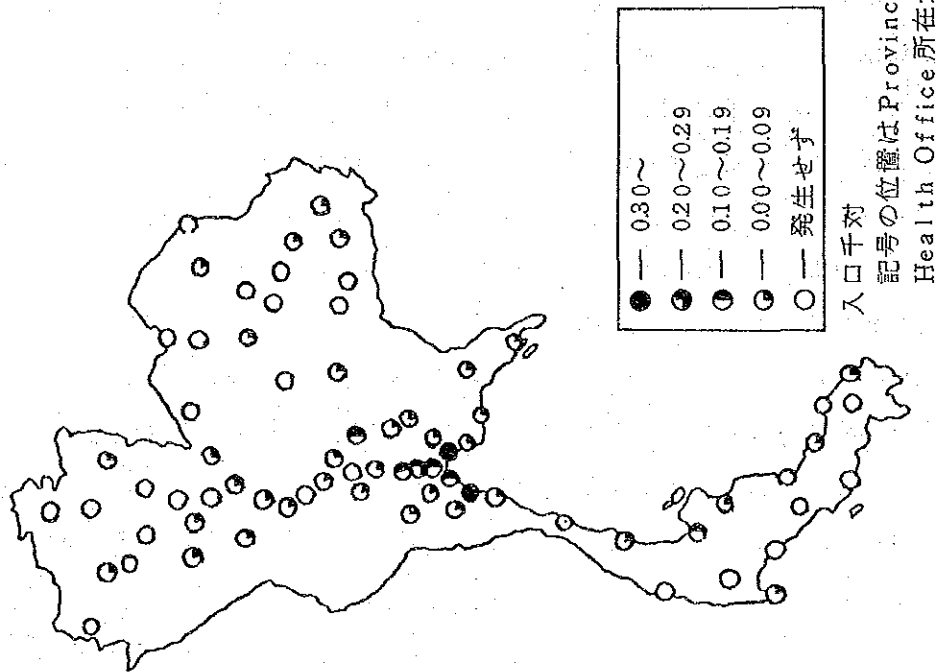 ● — 0.30～
◕ — 0.20～0.29
◑ — 0.10～0.19
◔ — 0.00～0.09
○ — 発生せず
入口千対
記号の位置はProvinc
Health Office所在